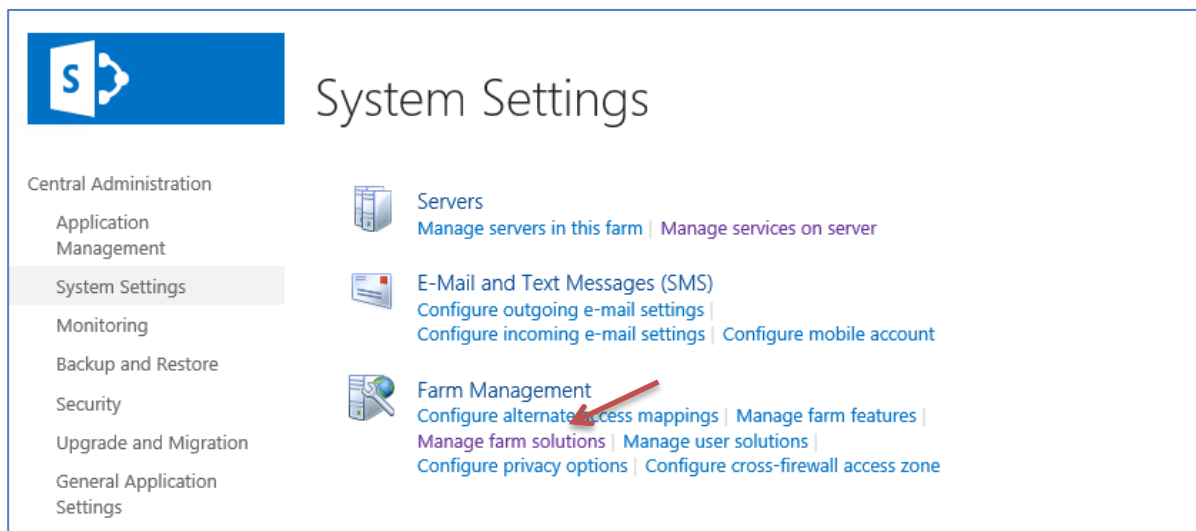 S
System Settings
Central Administration
Application
Management
System Settings
Monitoring
Backup and Restore
Security
Upgrade and Migration
General Application
Settings
Servers
Manage servers in this farm | Manage services on server
E-Mail and Text Messages (SMS)
Configure outgoing e-mail settings |
Configure incoming e-mail settings | Configure mobile account
Farm Management
Configure alternate access mappings | Manage farm features |
Manage farm solutions | Manage user solutions |
Configure privacy options | Configure cross-firewall access zone